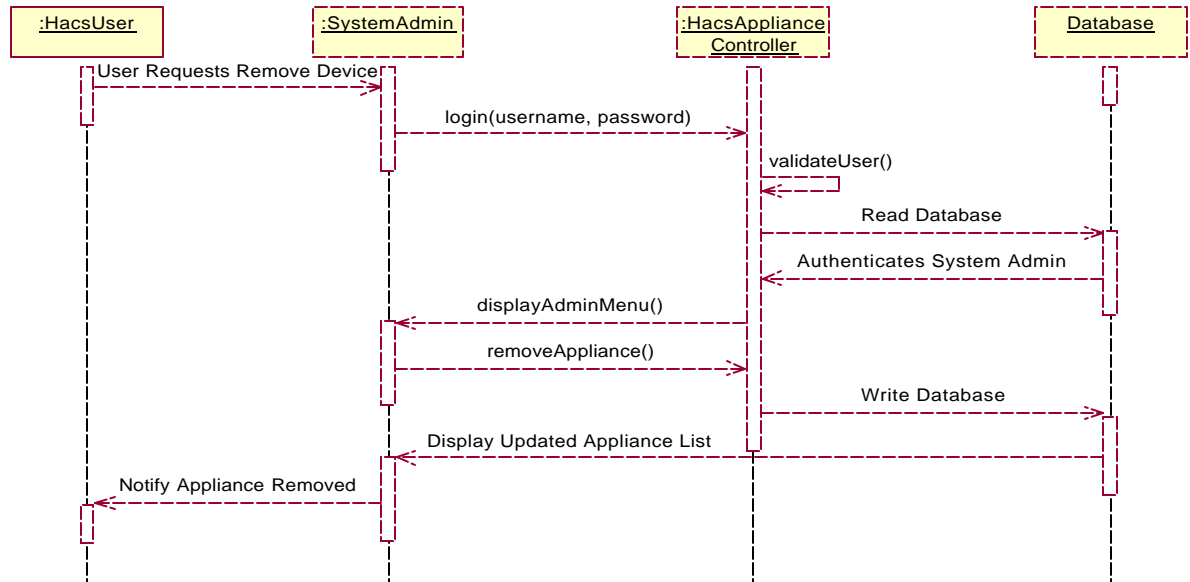 :HacsUser
:SystemAdmin
:HacsAppliance
Controller
Database
User Requests Remove Device
login(username, password)
validateUser()
Read Database
Authenticates System Admin
displayAdminMenu()
removeAppliance()
Write Database
Display Updated Appliance List
Notify Appliance Removed